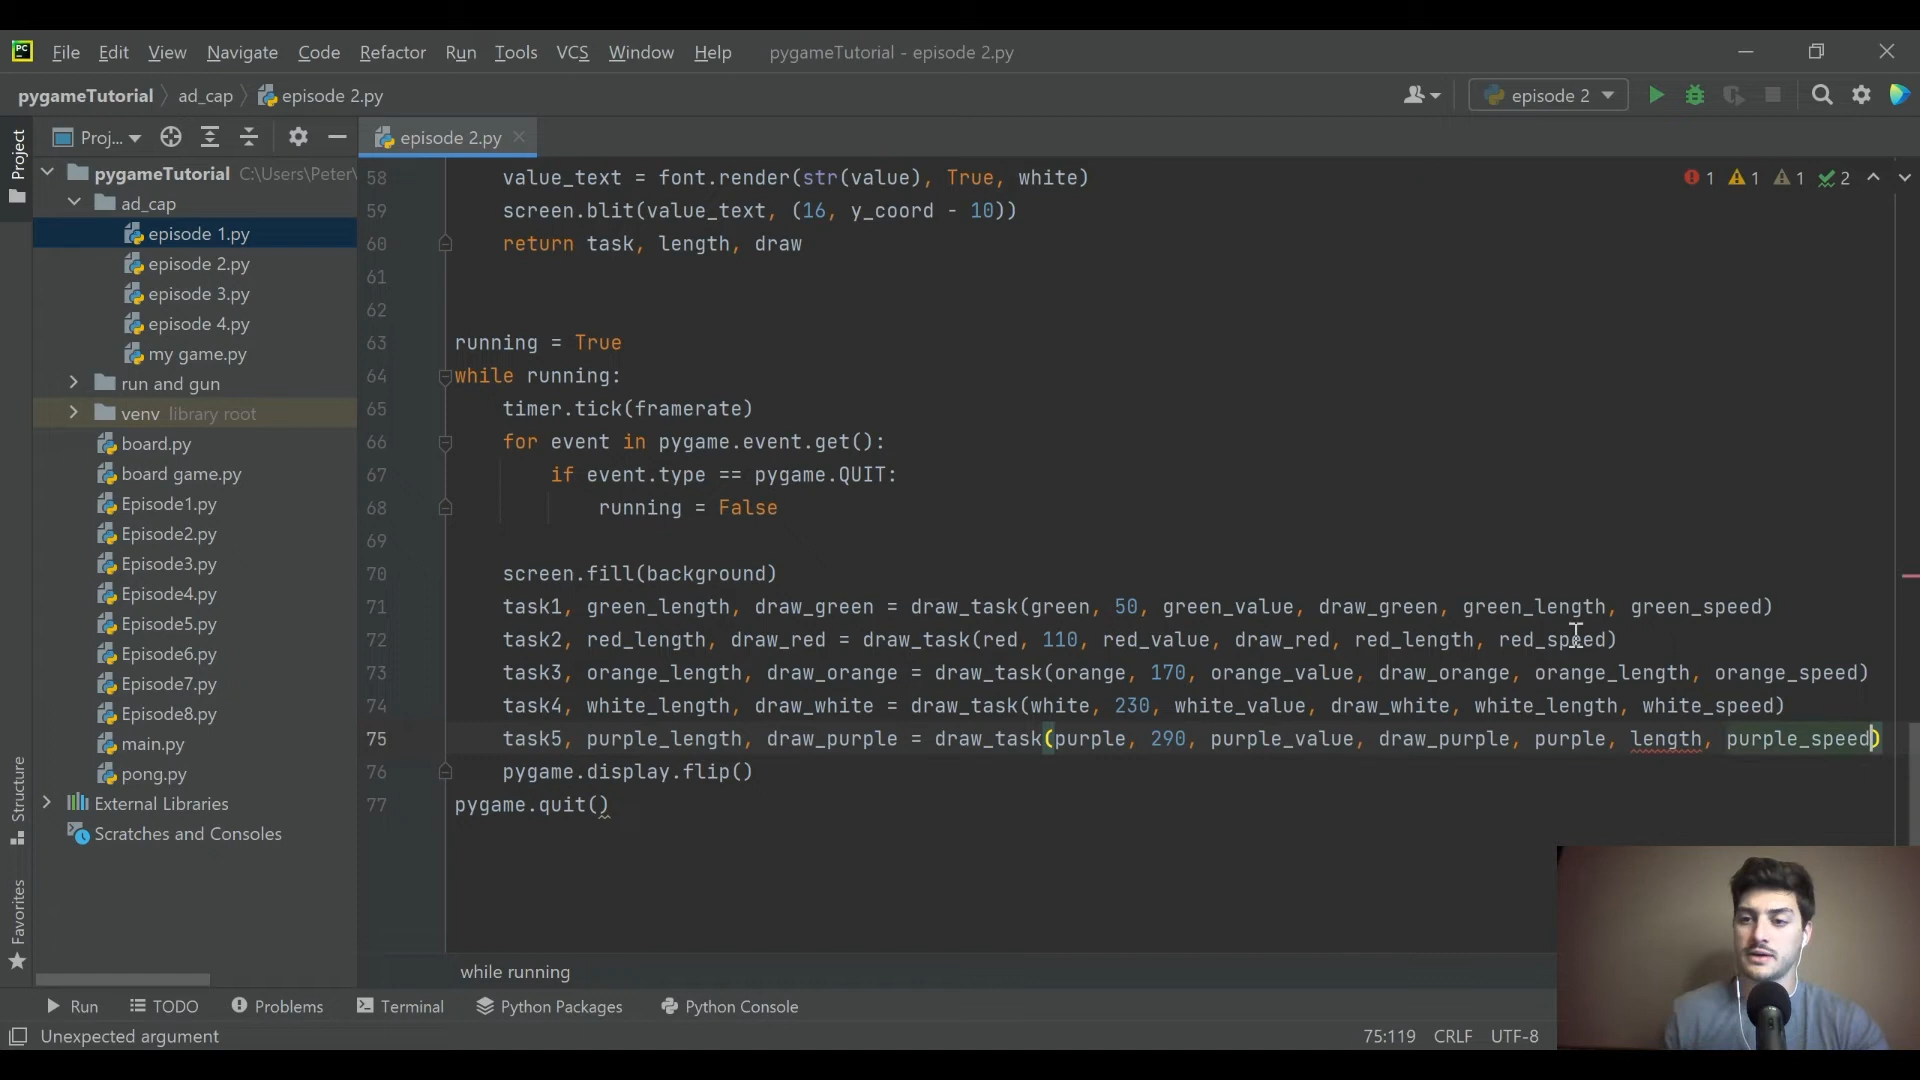 PC File Edit View Navigate Code Refactor Run Tools VCS Window Help pygameTutorial - episode 2.py
pygameTutorial ad_cap episode 2.py episode 2
Project
Proj...
episode 2.py
pygameTutorial C:\Users\Peter\
ad_cap
episode 1.py
episode 2.py
episode 3.py
episode 4.py
my game.py
run and gun
venv library root
board.py
board game.py
Episode1.py
Episode2.py
Episode3.py
Episode4.py
Episode5.py
Episode6.py
Episode7.py
Episode8.py
main.py
pong.py
External Libraries
Scratches and Consoles
Structure
Favorites
1 1 1 2
58 value_text = font.render(str(value), True, white)
59 screen.blit(value_text, (16, y_coord - 10))
60 return task, length, draw
61
62
63 running = True
64 while running:
65 timer.tick(framerate)
66 for event in pygame.event.get():
67 if event.type == pygame.QUIT:
68 running = False
69
70 screen.fill(background)
71 task1, green_length, draw_green = draw_task(green, 50, green_value, draw_green, green_length, green_speed)
72 task2, red_length, draw_red = draw_task(red, 110, red_value, draw_red, red_length, red_speed)
73 task3, orange_length, draw_orange = draw_task(orange, 170, orange_value, draw_orange, orange_length, orange_speed)
74 task4, white_length, draw_white = draw_task(white, 230, white_value, draw_white, white_length, white_speed)
75 task5, purple_length, draw_purple = draw_task(purple, 290, purple_value, draw_purple, purple, length, purple_speed)
76 pygame.display.flip()
77 pygame.quit()
while running
Run TODO Problems Terminal Python Packages Python Console
Unexpected argument 75:119 CRLF UTF-8